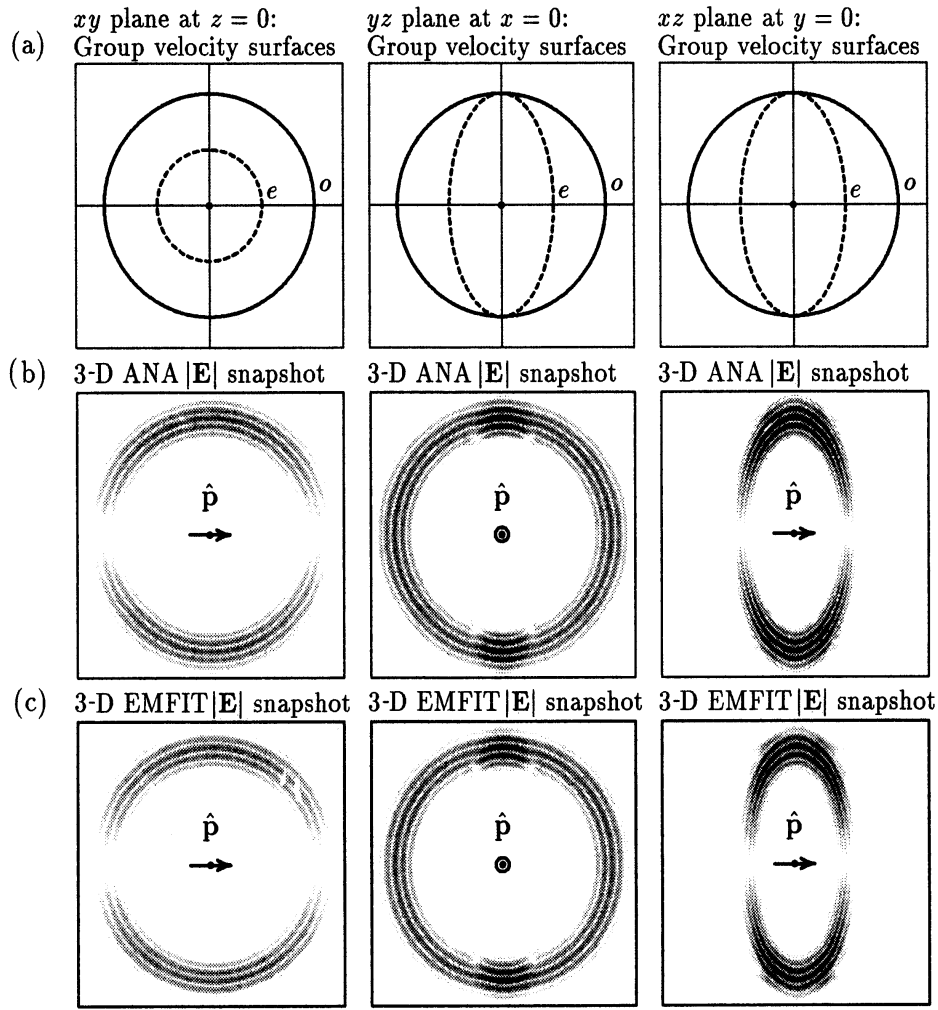 (a)
xy plane at z = 0:
Group velocity surfaces
yz plane at x = 0:
Group velocity surfaces
xz plane at y = 0:
Group velocity surfaces
e
o
e
o
e
o
(b)
3-D ANA |E| snapshot
3-D ANA |E| snapshot
3-D ANA |E| snapshot
p̂
p̂
p̂
(c)
3-D EMFIT |E| snapshot
3-D EMFIT |E| snapshot
3-D EMFIT |E| snapshot
p̂
p̂
p̂